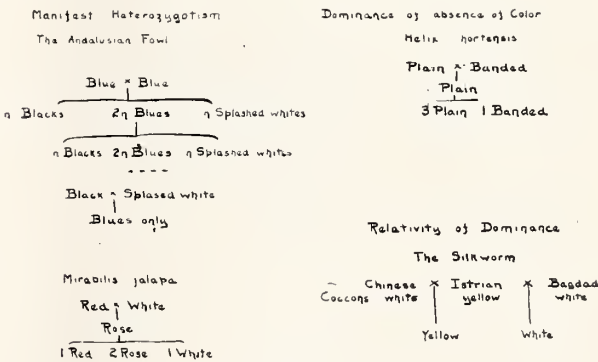 Manifest Heterozygotism
The Andalusian Fowl
Blue × Blue
n Blacks 2n Blues n Splashed whites
n Blacks 2n Blues n Splashed whites
Black × Splased white
Blues only
Mirabilis jalapa
Red × White
Rose
1 Red 2 Rose 1 White
Dominance of absence of Color
Helix hortensis
Plain × Banded
Plain
3 Plain 1 Banded
Relativity of Dominance
The Silkworm
Chinese × Istrian × Bagdad
Coccons white yellow white
Yellow White